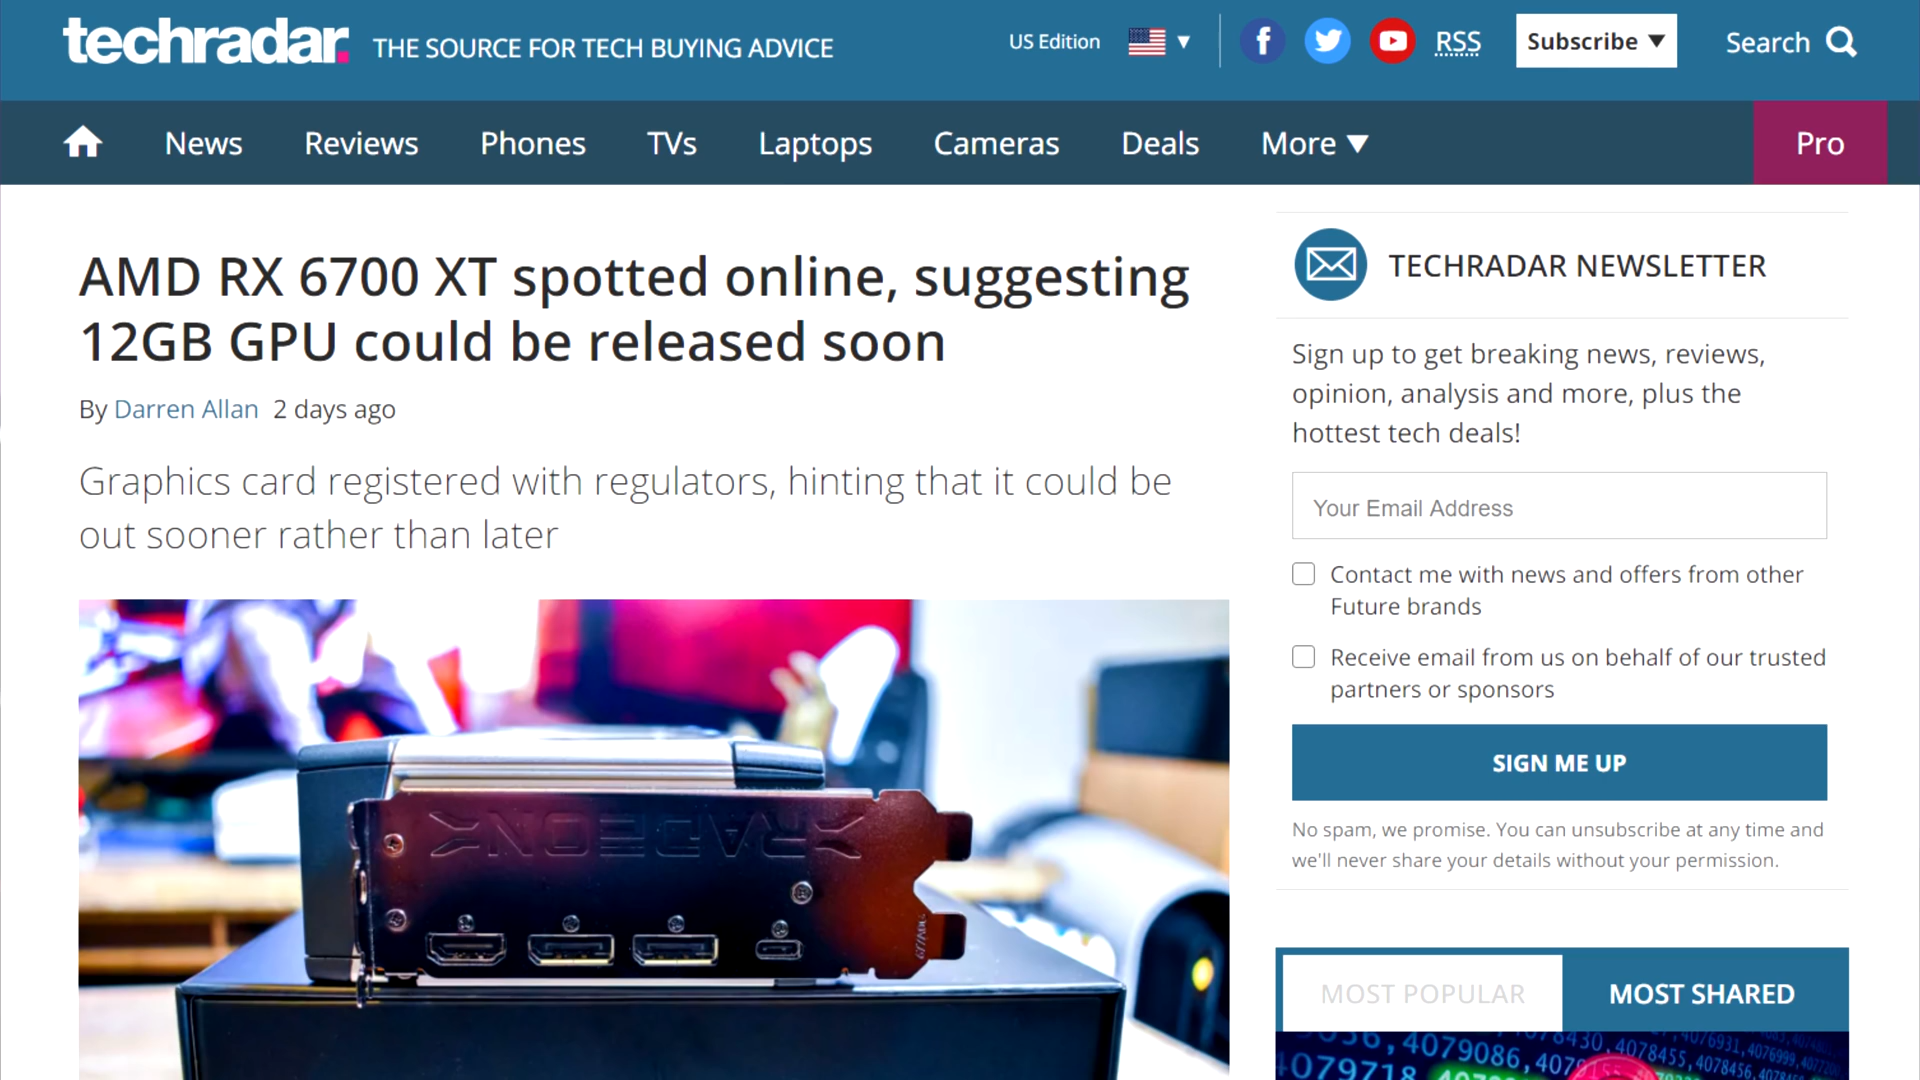 techradar.
THE SOURCE FOR TECH BUYING ADVICE
US Edition
RSS
Subscribe
Search
News
Reviews
Phones
TVs
Laptops
Cameras
Deals
More
Pro
AMD RX 6700 XT spotted online, suggesting
12GB GPU could be released soon
By Darren Allan 2 days ago
Graphics card registered with regulators, hinting that it could be
out sooner rather than later
RADEON
TECHRADAR NEWSLETTER
Sign up to get breaking news, reviews,
opinion, analysis and more, plus the
hottest tech deals!
Your Email Address
Contact me with news and offers from other
Future brands
Receive email from us on behalf of our trusted
partners or sponsors
SIGN ME UP
No spam, we promise. You can unsubscribe at any time and
we'll never share your details without your permission.
MOST POPULAR
MOST SHARED
4079086,
4078455, 4078456,
4079718